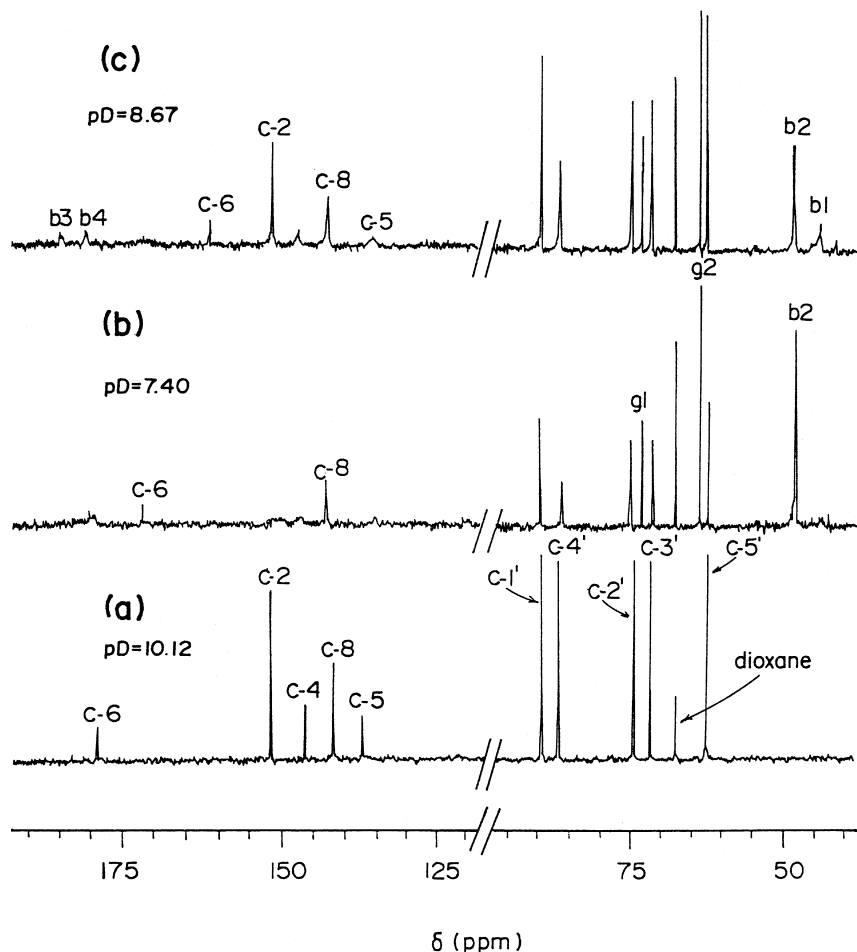 (c)
pD=8.67
b3 b4 C-6 C-2 C-8 C-5 b2 b1
g2
(b)
pD=7.40
C-6 C-8 g1 b2
(a)
pD=10.12
C-6 C-2 C-4 C-8 C-5 C-1' C-4' C-2' C-3' C-5'
dioxane
175 150 125 75 50
δ (ppm)